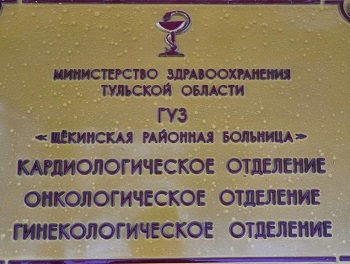 МИНИСТЕРСТВО ЗДРАВООХРАНЕНИЯ
ТУЛЬСКОЙ ОБЛАСТИ
ГУЗ
«ЩЁКИНСКАЯ РАЙОННАЯ БОЛЬНИЦА»
КАРДИОЛОГИЧЕСКОЕ ОТДЕЛЕНИЕ
ОНКОЛОГИЧЕСКОЕ ОТДЕЛЕНИЕ
ГИНЕКОЛОГИЧЕСКОЕ ОТДЕЛЕНИЕ